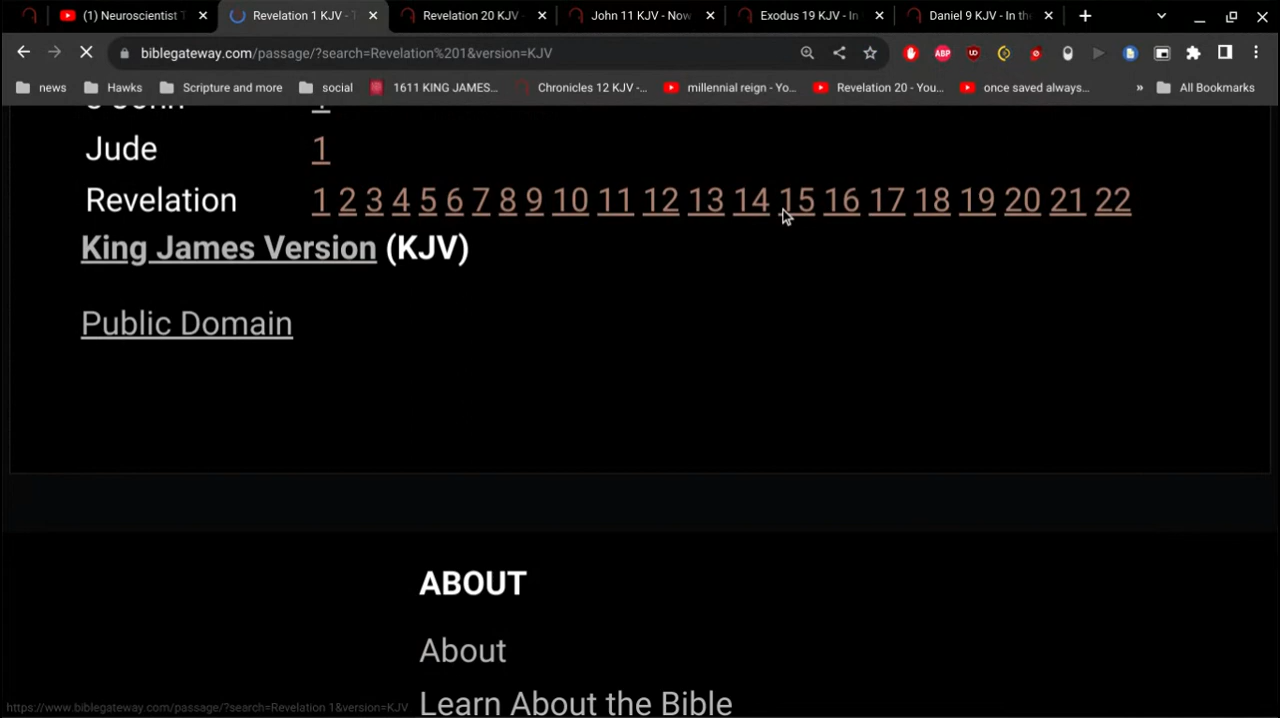 (1) Neuroscientist T
Revelation 1 KJV - T
Revelation 20 KJV -
John 11 KJV - Now
Exodus 19 KJV - In
Daniel 9 KJV - In the
biblegateway.com/passage/?search=Revelation%201&version=KJV
ABP
news
Hawks
Scripture and more
social
1611 KING JAMES...
Chronicles 12 KJV -...
millennial reign - Yo...
Revelation 20 - You...
once saved always...
»
All Bookmarks
3 John 1
Jude 1
Revelation 1 2 3 4 5 6 7 8 9 10 11 12 13 14 15 16 17 18 19 20 21 22
King James Version (KJV)
Public Domain
ABOUT
About
Learn About the Bible
https://www.biblegateway.com/passage/?search=Revelation 1&version=KJV